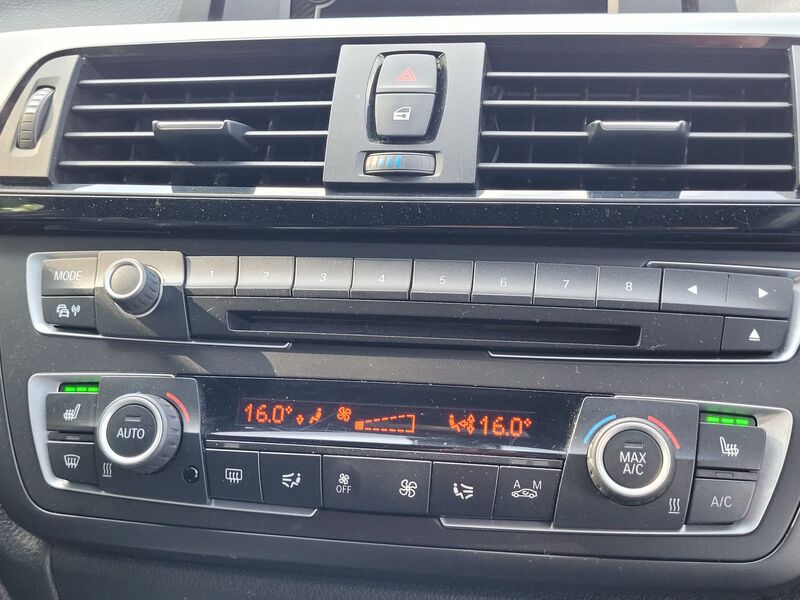 MODE 1 2 3 4 5 6 7 8
16.0° 16.0°
AUTO
MAX
A/C
OFF
A M
A/C